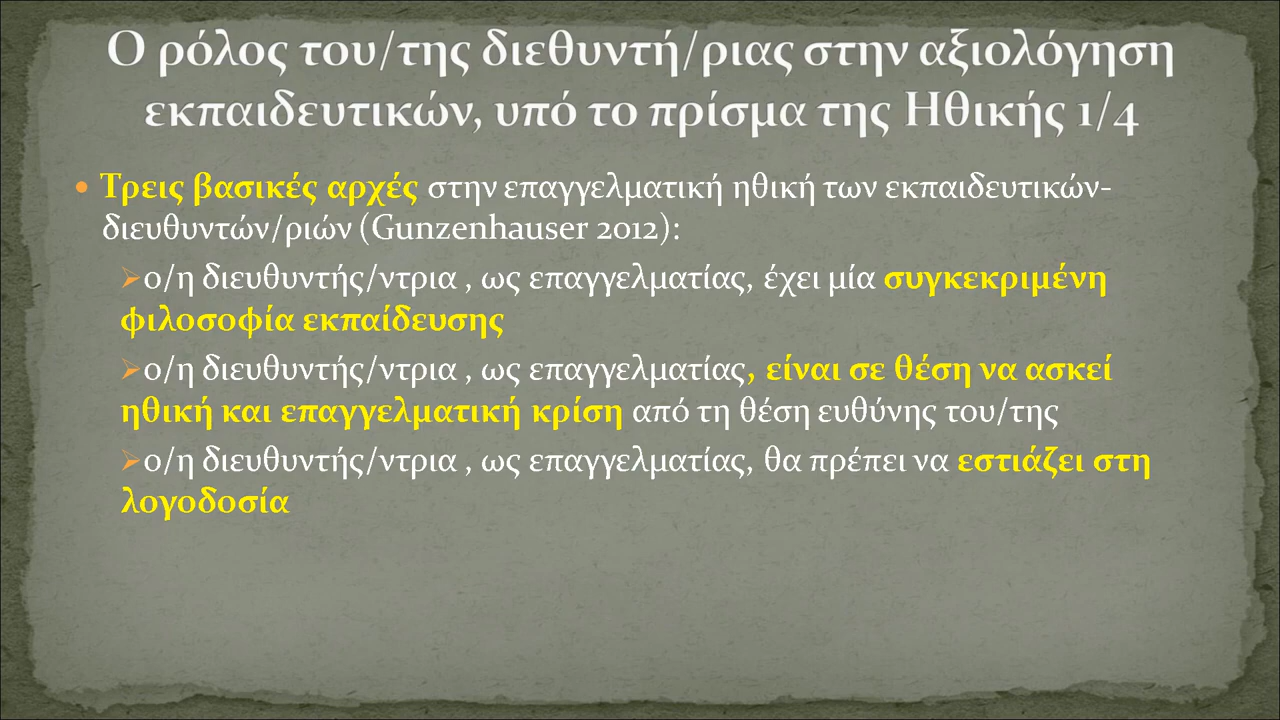 Ο ρόλος του/της διεθυντή/ριας στην αξιολόγηση
εκπαιδευτικών, υπό το πρίσμα της Ηθικής 1/4
• Τρεις βασικές αρχές στην επαγγελματική ηθική των εκπαιδευτικών-
διευθυντών/ριών (Gunzenhauser 2012):
➢ο/η διευθυντής/ντρια , ως επαγγελματίας, έχει μία συγκεκριμένη
φιλοσοφία εκπαίδευσης
➢ο/η διευθυντής/ντρια , ως επαγγελματίας, είναι σε θέση να ασκεί
ηθική και επαγγελματική κρίση από τη θέση ευθύνης του/της
➢ο/η διευθυντής/ντρια , ως επαγγελματίας, θα πρέπει να εστιάζει στη
λογοδοσία